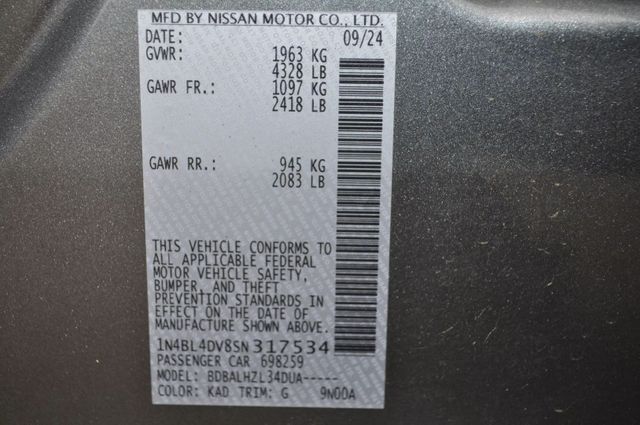 MFD BY NISSAN MOTOR CO., LTD.
DATE: 09/24
GVWR: 1963 KG
4328 LB
GAWR FR.: 1097 KG
2418 LB
GAWR RR.: 945 KG
2083 LB
THIS VEHICLE CONFORMS TO
ALL APPLICABLE FEDERAL
MOTOR VEHICLE SAFETY,
BUMPER, AND THEFT
PREVENTION STANDARDS IN
EFFECT ON THE DATE OF
MANUFACTURE SHOWN ABOVE.
1N4BL4DV8SN317534
PASSENGER CAR 698259
MODEL: BDBALHZL34DUA-----
COLOR: KAD TRIM: G 9N00A